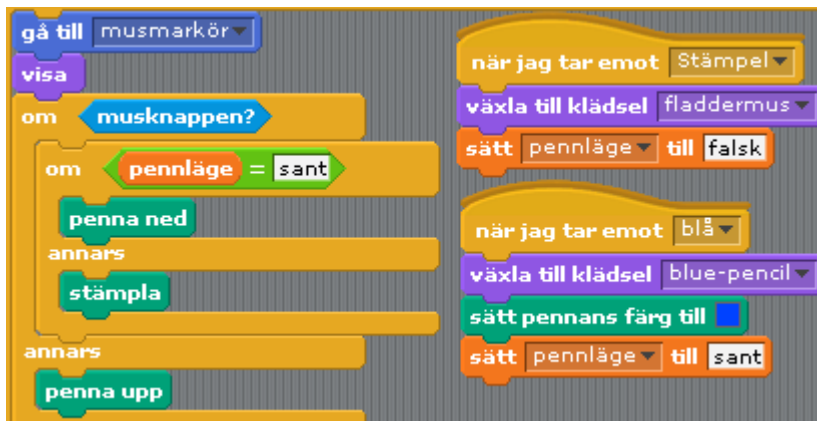 gå till musmarkör
visa
om musknappen?
om pennläge = sant
penna ned
annars
stämpla
annars
penna upp
när jag tar emot Stämpel
växla till klädsel fladdermus
sätt pennläge till falsk
när jag tar emot blå
växla till klädsel blue-pencil
sätt pennans färg till
sätt pennläge till sant